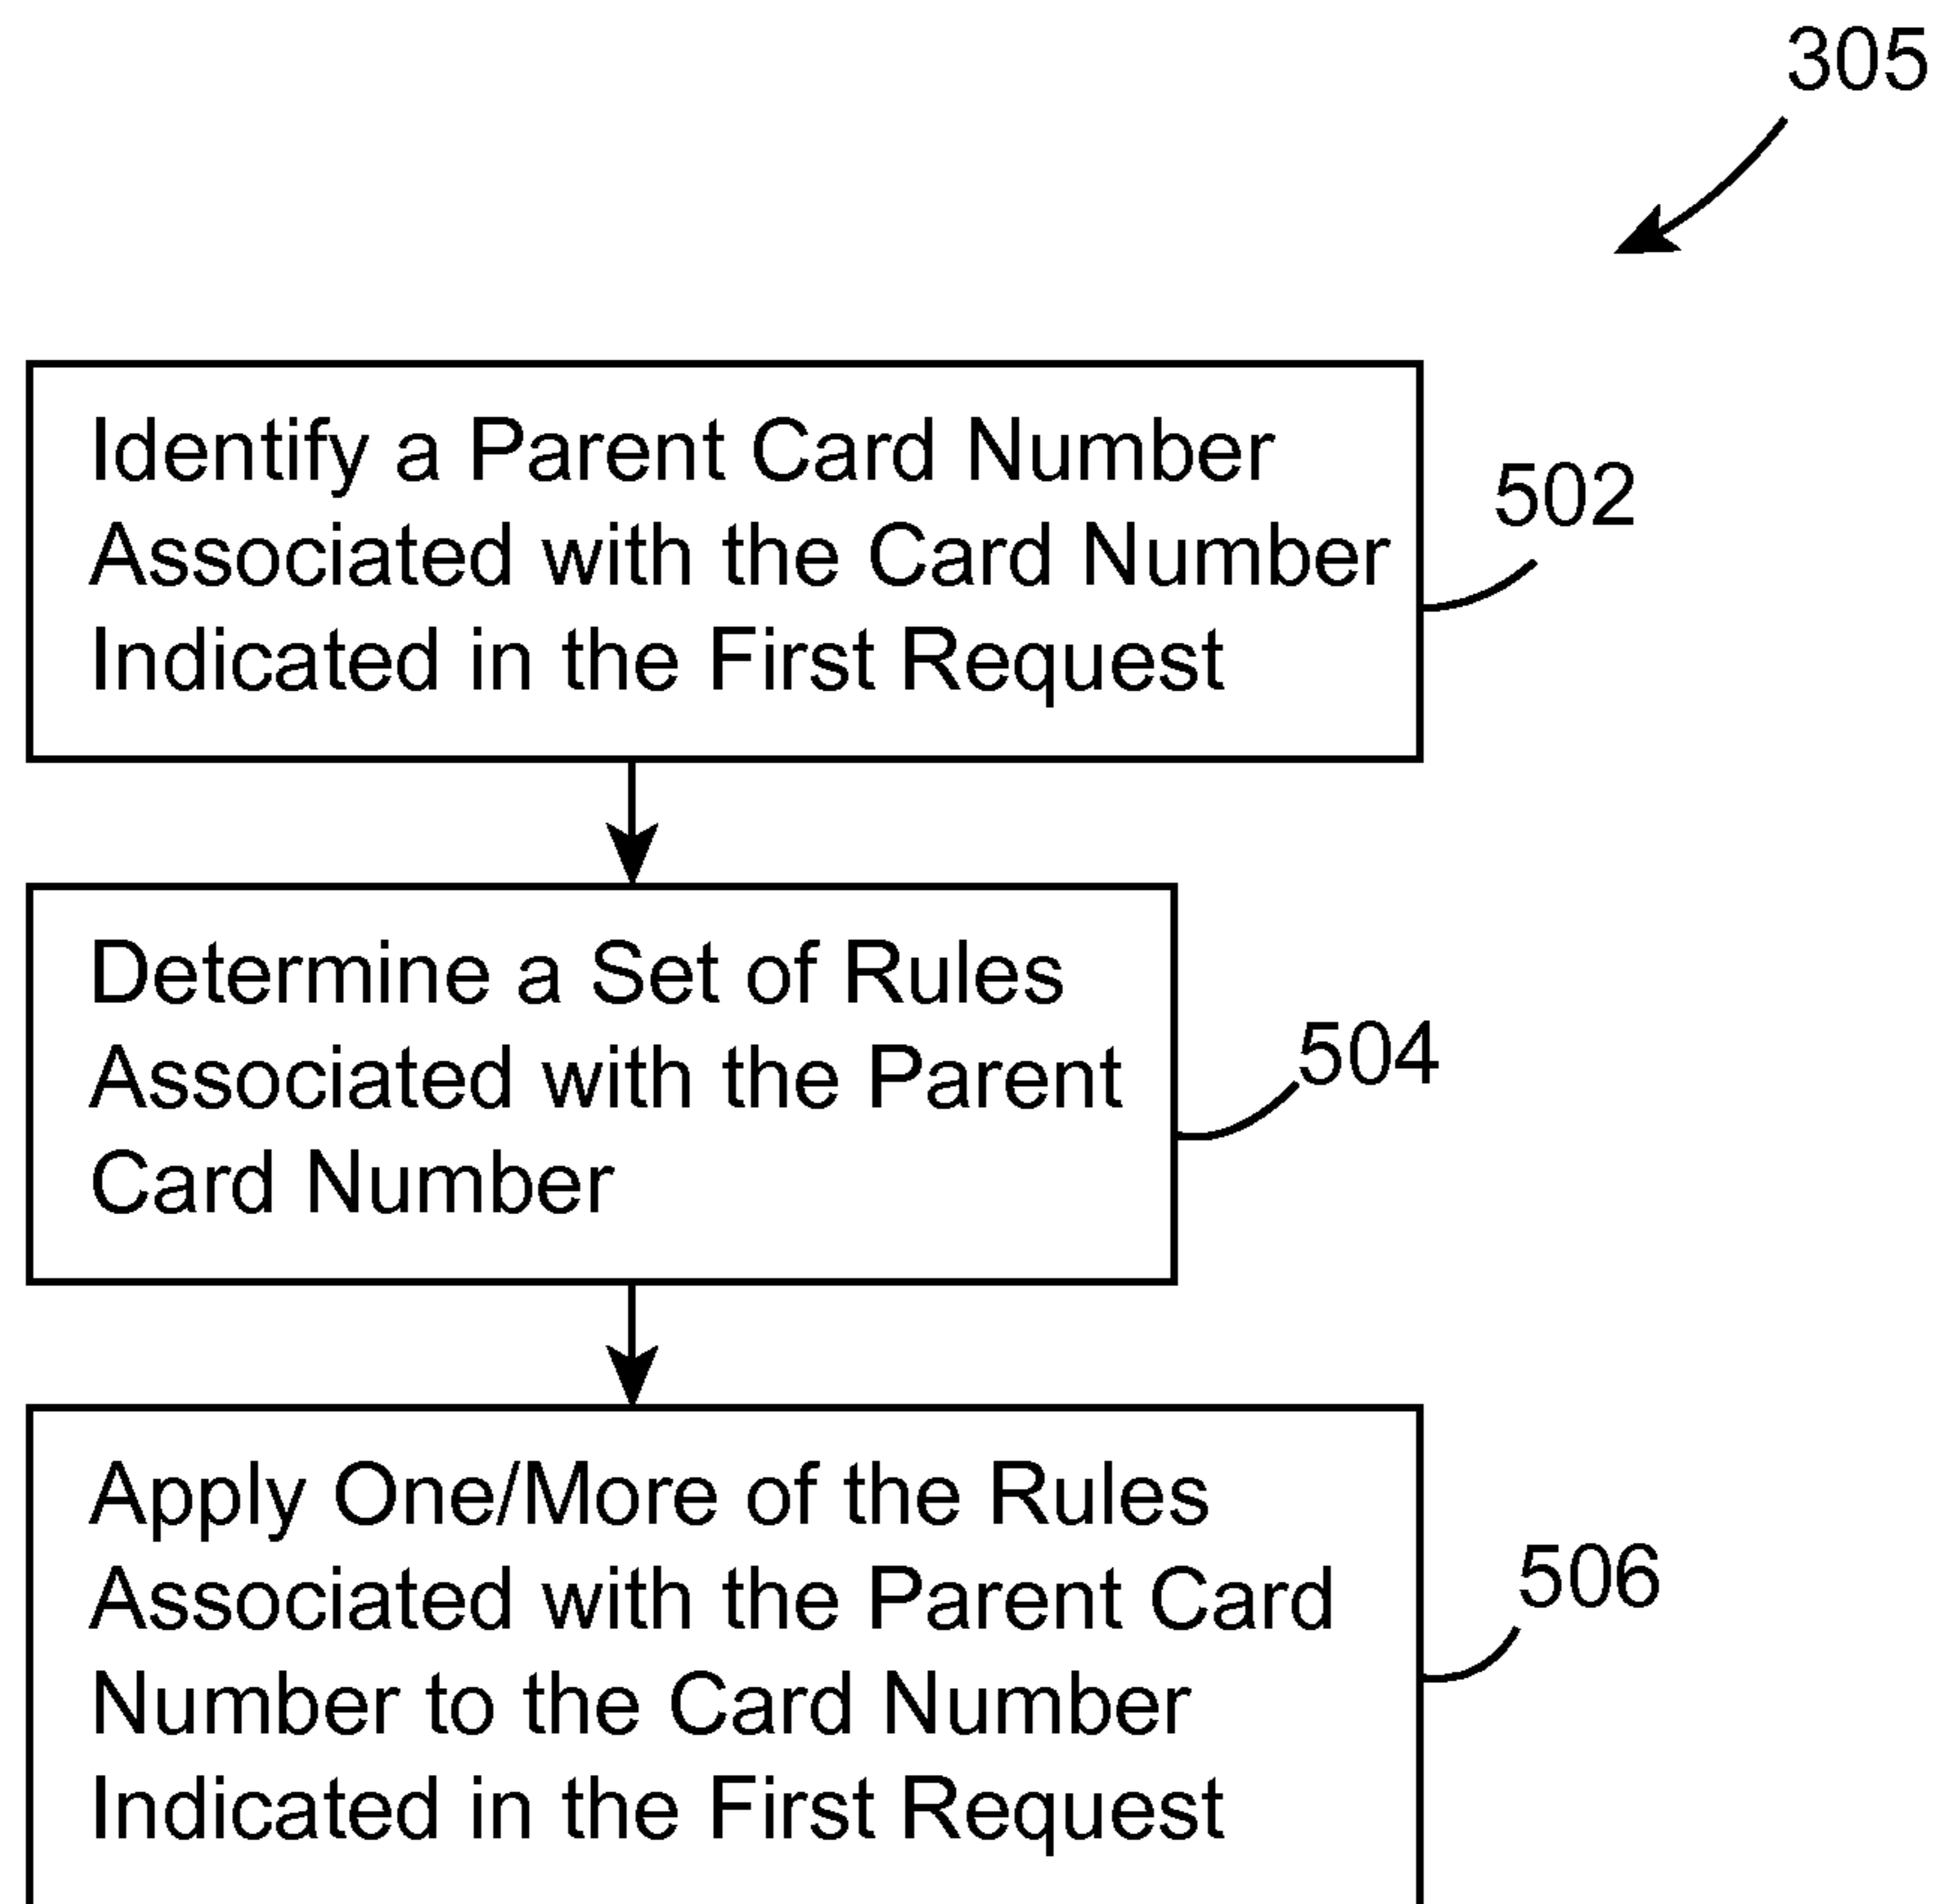 305
Identify a Parent Card Number
Associated with the Card Number
Indicated in the First Request
502
Determine a Set of Rules
Associated with the Parent
Card Number
504
Apply One/More of the Rules
Associated with the Parent Card
Number to the Card Number
Indicated in the First Request
506